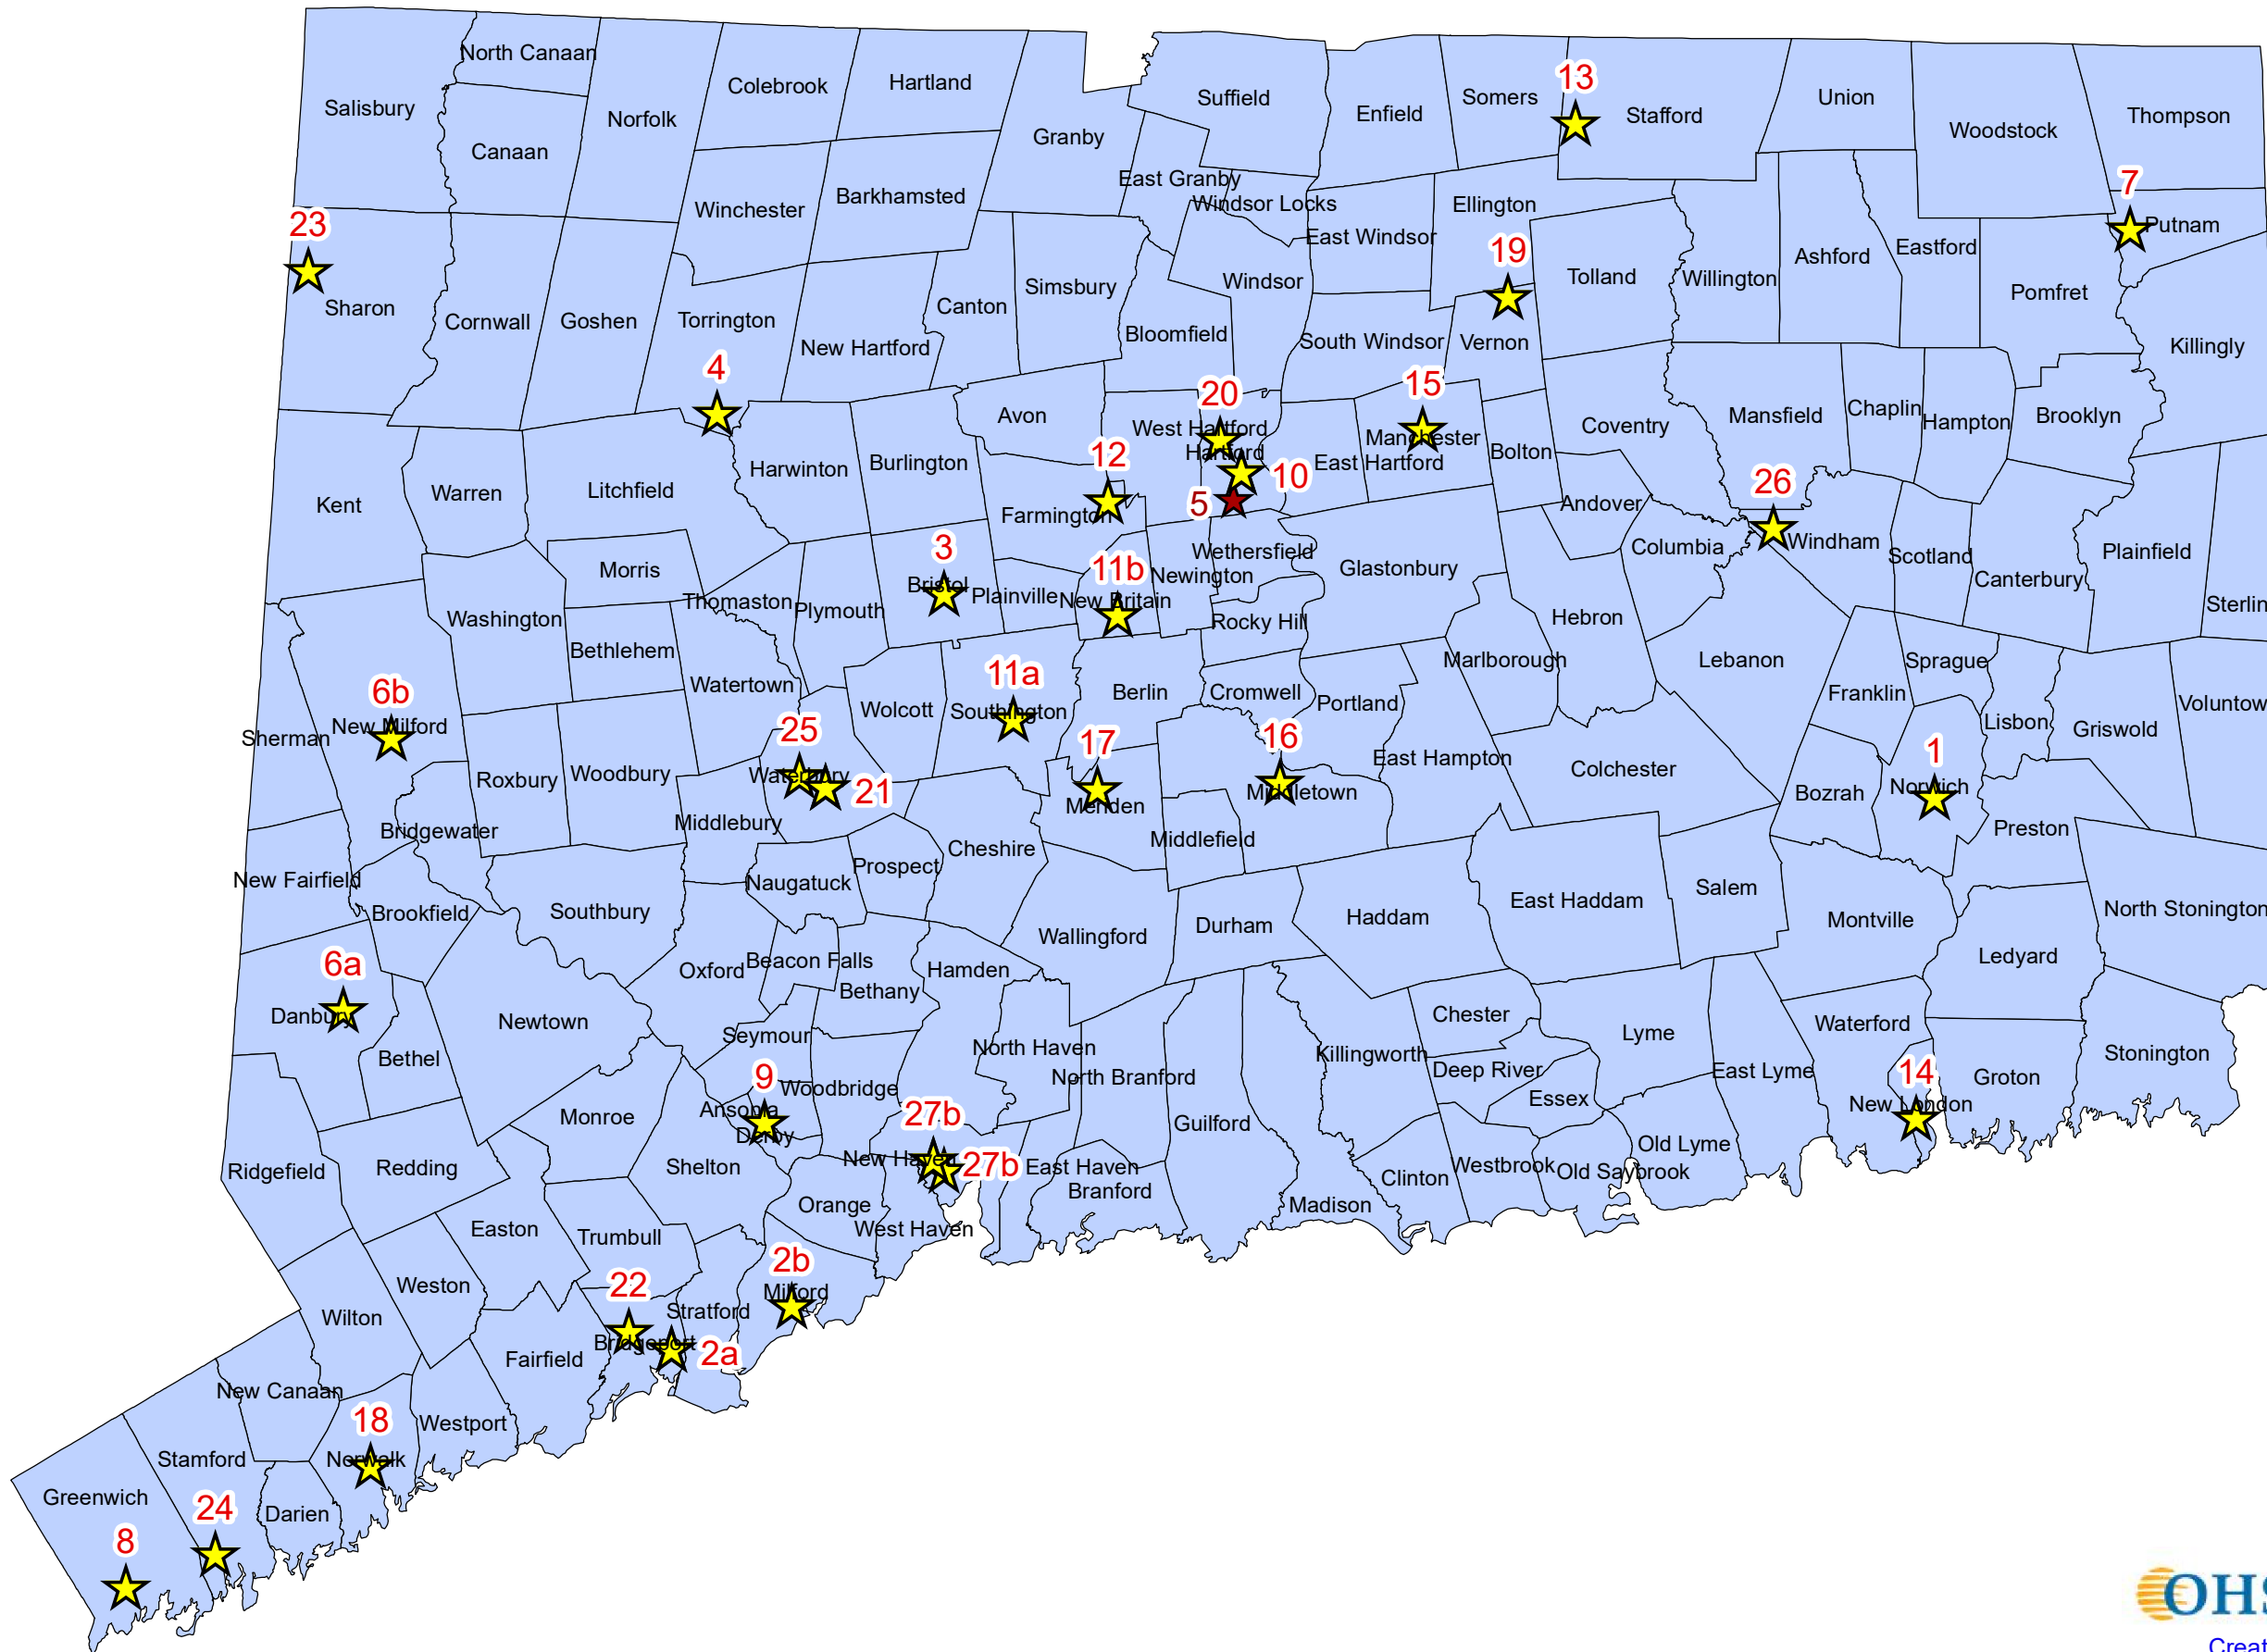 North Canaan
Salisbury
Canaan
Norfolk
Colebrook
Hartland
Granby
Suffield
Enfield
Somers
13
Stafford
Union
Woodstock
Thompson
East Granby
Windsor Locks
Winchester
Barkhamsted
East Windsor
Ellington
7
Putnam
23
Sharon
Cornwall
Goshen
Torrington
New Hartford
Canton
Simsbury
Bloomfield
Windsor
South Windsor
19
Vernon
Tolland
Willington
Ashford
Eastford
Pomfret
Killingly
4
Avon
20
West Hartford
Hartford
15
Manchester
East Hartford
Bolton
Coventry
Mansfield
Chaplin
Hampton
Brooklyn
Kent
Warren
Litchfield
Harwinton
Burlington
12
Farmington
10
5
Andover
26
Windham
Columbia
Scotland
Canterbury
Plainfield
Sterlin
Morris
3
Bristol
Plainville
11b
New Britain
Newington
Wethersfield
Rocky Hill
Glastonbury
Hebron
Marlborough
Lebanon
Franklin
Sprague
Lisbon
Griswold
Voluntow
Washington
Bethlehem
Thomaston
Plymouth
Watertown
Wolcott
11a
Southington
Berlin
Cromwell
Portland
East Hampton
Colchester
Bozrah
1
Norwich
Preston
6b
New Milford
Sherman
Roxbury
Woodbury
25
Waterbury
21
17
Meriden
16
Middletown
Middlefield
Bridgewater
Middlebury
Cheshire
Prospect
Naugatuck
New Fairfield
Brookfield
Southbury
Wallingford
Durham
Haddam
East Haddam
Salem
Montville
North Stonington
Ledyard
6a
Danbury
Newtown
Oxford
Beacon Falls
Bethany
Hamden
Bethel
Seymour
Woodbridge
North Haven
North Branford
Killingworth
Chester
Deep River
Essex
Lyme
East Lyme
Waterford
14
New London
Groton
Stonington
9
Ansonia
Derby
Monroe
Shelton
27b
New Haven
27b
East Haven
Branford
Guilford
Madison
Clinton
Westbrook
Old Saybrook
Old Lyme
Ridgefield
Redding
Easton
Trumbull
Orange
West Haven
2b
Milford
Weston
Wilton
22
Bridgeport
2a
Stratford
Fairfield
New Canaan
18
Norwalk
Westport
Stamford
24
Darien
Greenwich
8
OHS
Creat